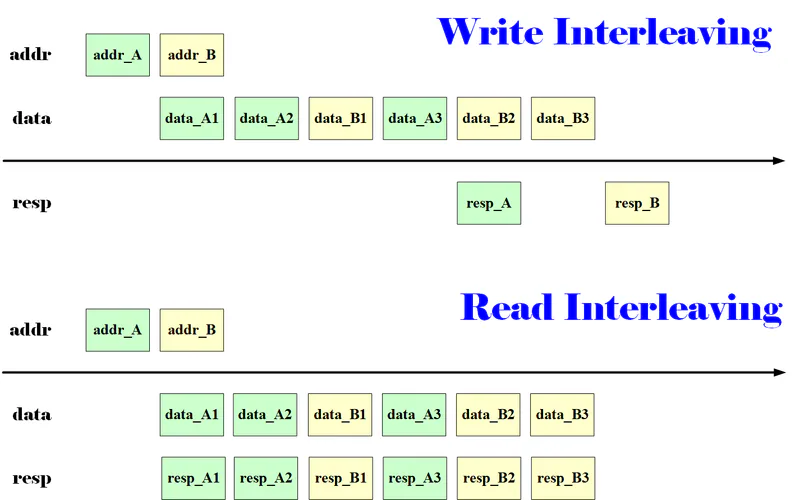 Write Interleaving
addr addr_A addr_B
data data_A1 data_A2 data_B1 data_A3 data_B2 data_B3
resp resp_A resp_B
Read Interleaving
addr addr_A addr_B
data data_A1 data_A2 data_B1 data_A3 data_B2 data_B3
resp resp_A1 resp_A2 resp_B1 resp_A3 resp_B2 resp_B3